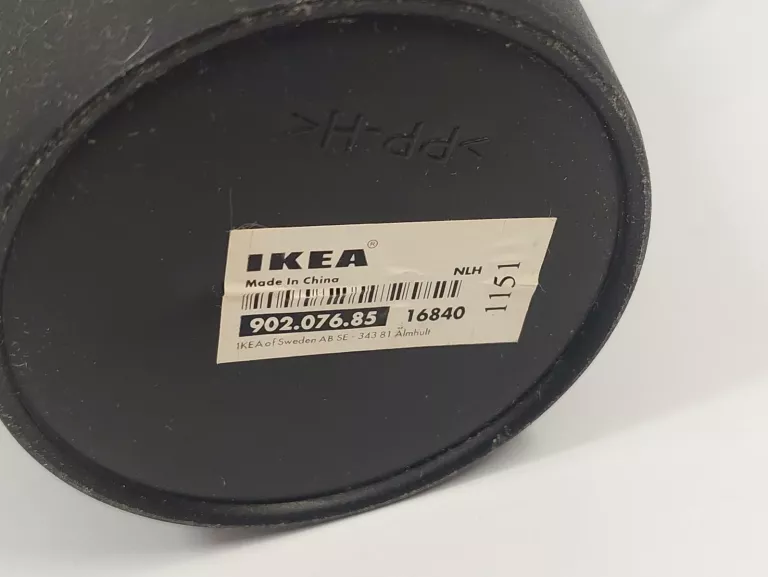 >PP-H<
IKEA®
Made In China
NLH
902.076.85
16840
IKEA of Sweden AB SE - 343 81 Älmhult
1151